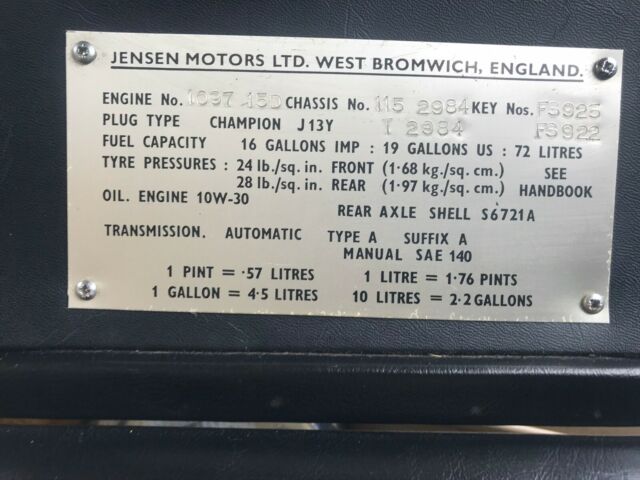 JENSEN MOTORS LTD. WEST BROMWICH, ENGLAND.
ENGINE No. 1037 15D CHASSIS No. 115 2984 KEY Nos. FS925
PLUG TYPE CHAMPION J13Y T 2984 FS922
FUEL CAPACITY 16 GALLONS IMP : 19 GALLONS US : 72 LITRES
TYRE PRESSURES : 24 lb./sq. in. FRONT (1·68 kg./sq. cm.) SEE
28 lb./sq. in. REAR (1·97 kg./sq. cm.) HANDBOOK
OIL. ENGINE 10W-30
REAR AXLE SHELL S6721A
TRANSMISSION. AUTOMATIC TYPE A SUFFIX A
MANUAL SAE 140
1 PINT = ·57 LITRES 1 LITRE = 1·76 PINTS
1 GALLON = 4·5 LITRES 10 LITRES = 2·2 GALLONS